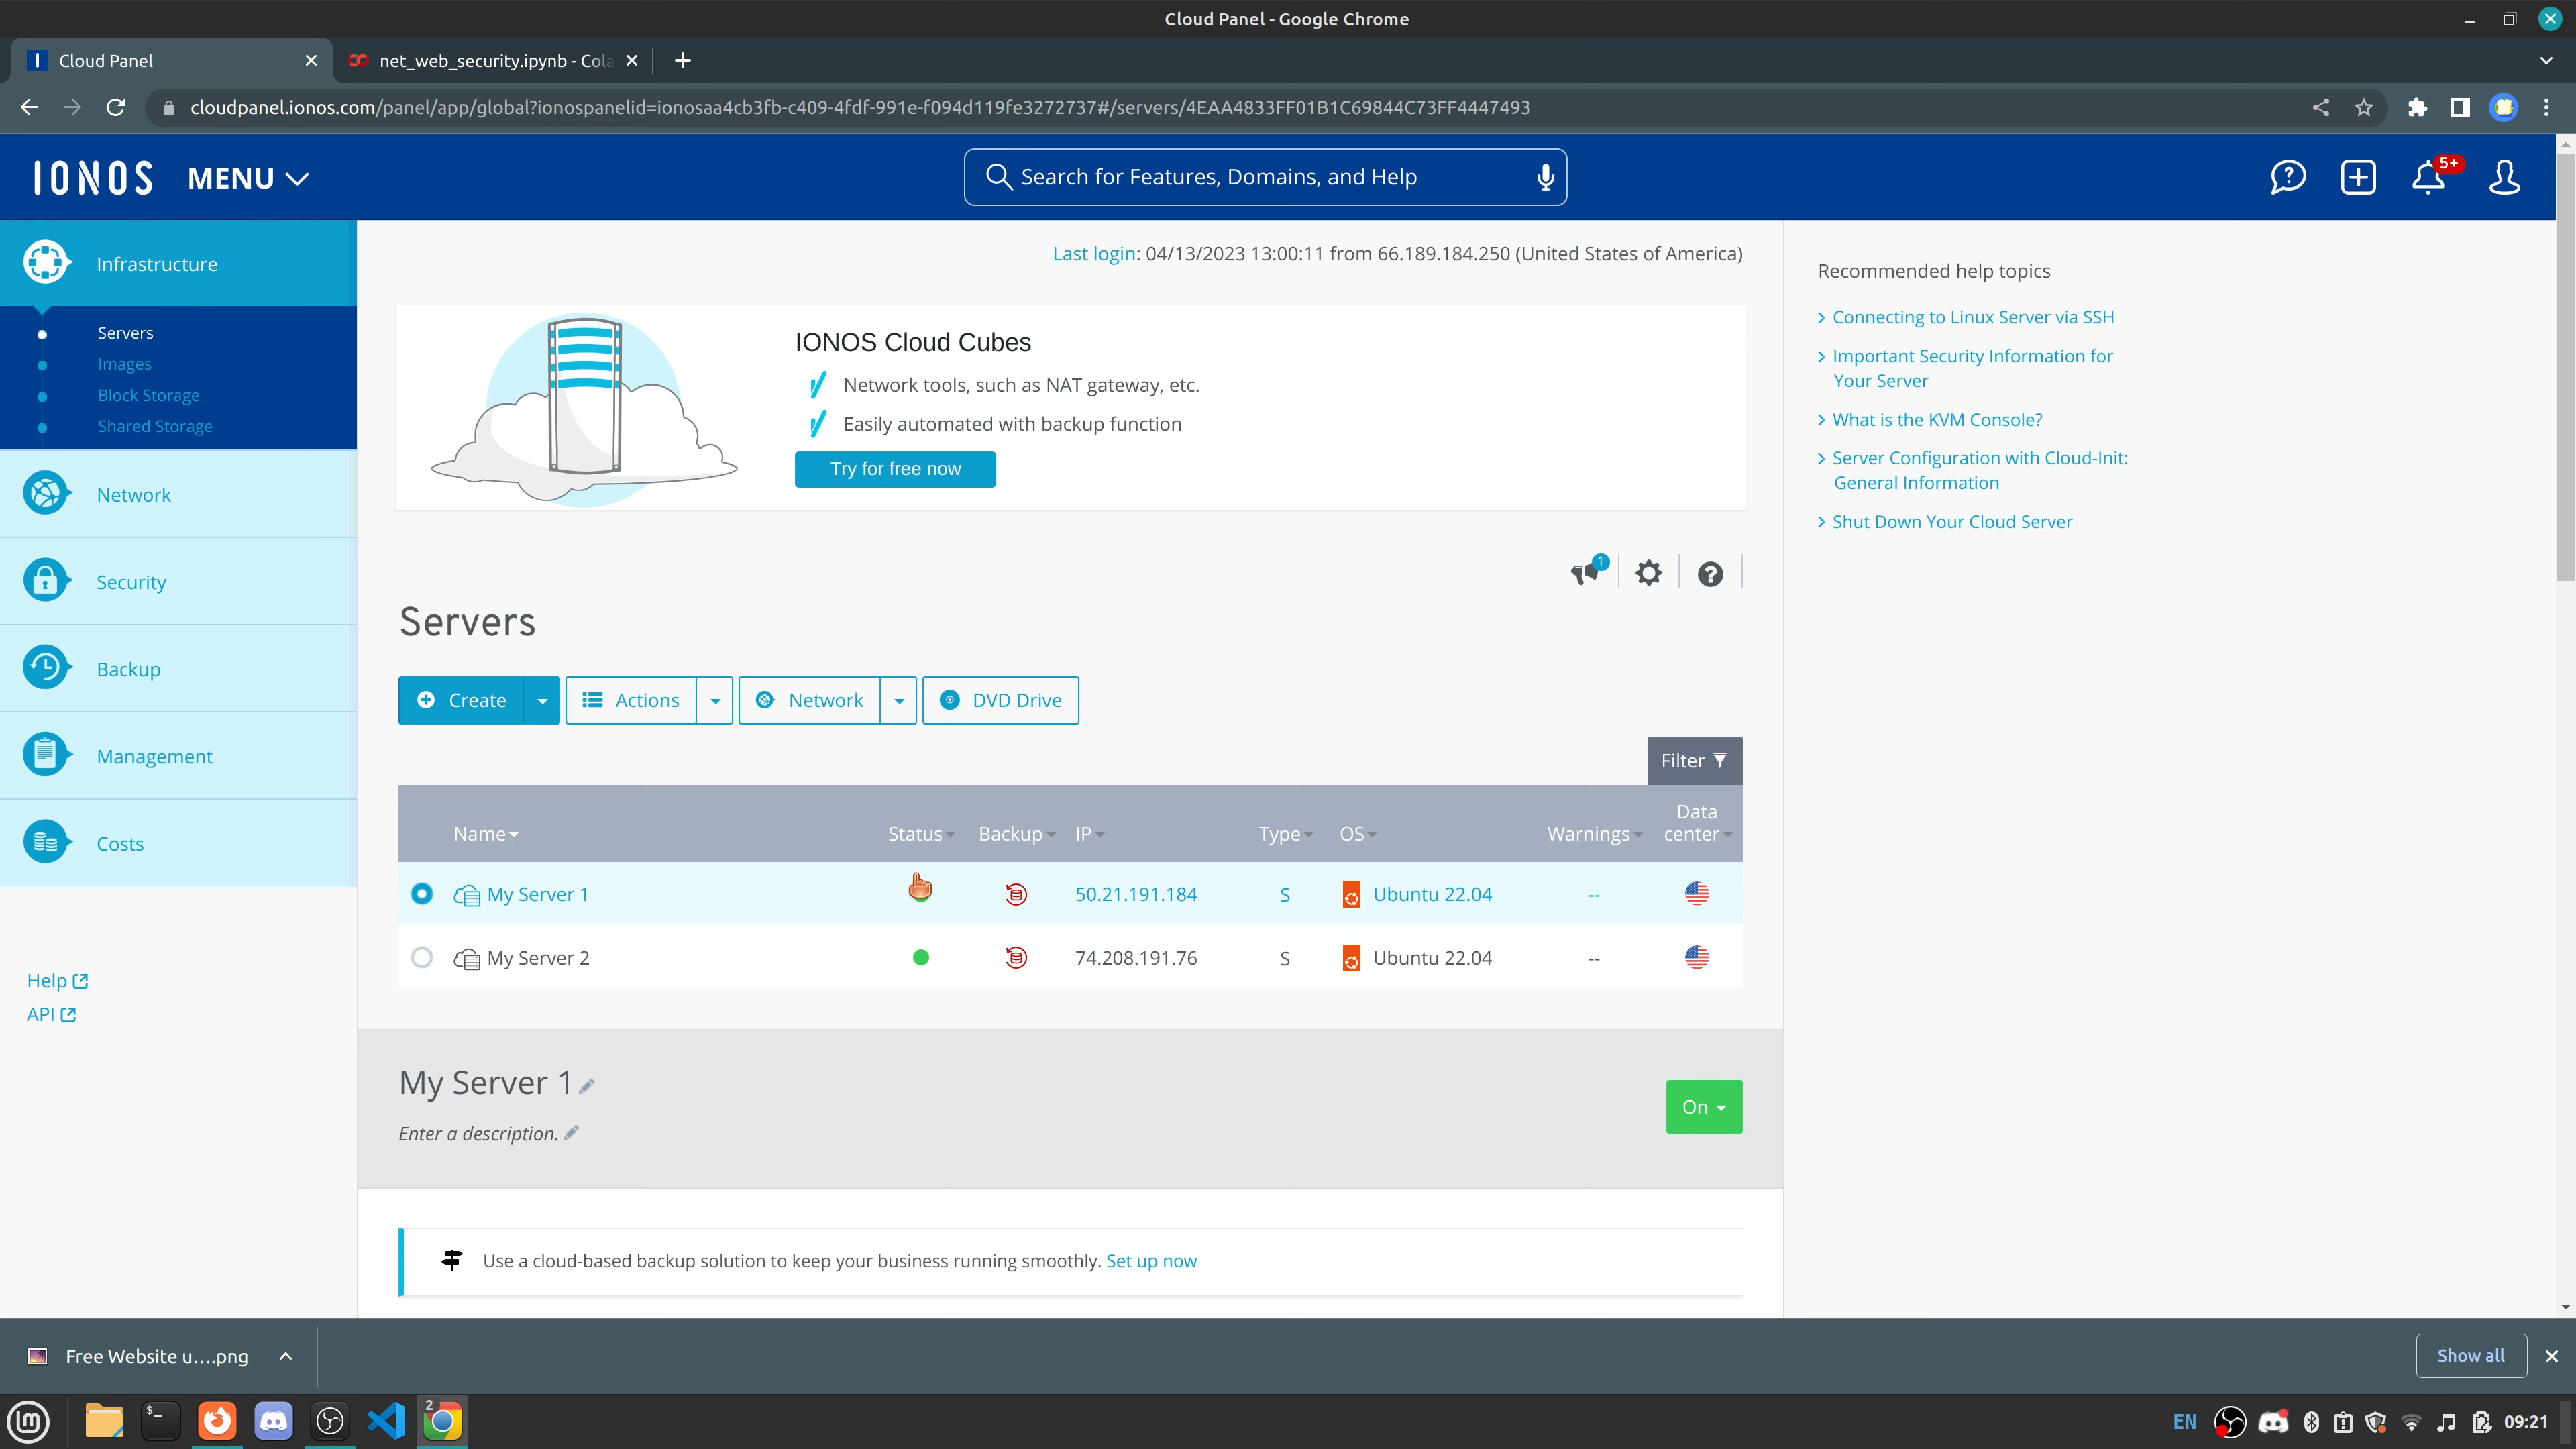 Cloud Panel - Google Chrome
Cloud Panel
net_web_security.ipynb - Cola
cloudpanel.ionos.com/panel/app/global?ionospanelid=ionosaa4cb3fb-c409-4fdf-991e-f094d119fe3272737#/servers/4EAA4833FF01B1C69844C73FF4447493
IONOS MENU
Search for Features, Domains, and Help
5+
Infrastructure
Servers
Images
Block Storage
Shared Storage
Network
Security
Backup
Management
Costs
Help
API
Last login: 04/13/2023 13:00:11 from 66.189.184.250 (United States of America)
IONOS Cloud Cubes
Network tools, such as NAT gateway, etc.
Easily automated with backup function
Try for free now
1
Servers
Create Actions Network DVD Drive
Filter
Name Status Backup IP Type OS Warnings Data center
My Server 1 50.21.191.184 S Ubuntu 22.04 --
My Server 2 74.208.191.76 S Ubuntu 22.04 --
My Server 1
On
Enter a description.
Use a cloud-based backup solution to keep your business running smoothly. Set up now
Recommended help topics
Connecting to Linux Server via SSH
Important Security Information for
Your Server
What is the KVM Console?
Server Configuration with Cloud-Init:
General Information
Shut Down Your Cloud Server
Free Website u....png
Show all
$_
2
EN
09:21